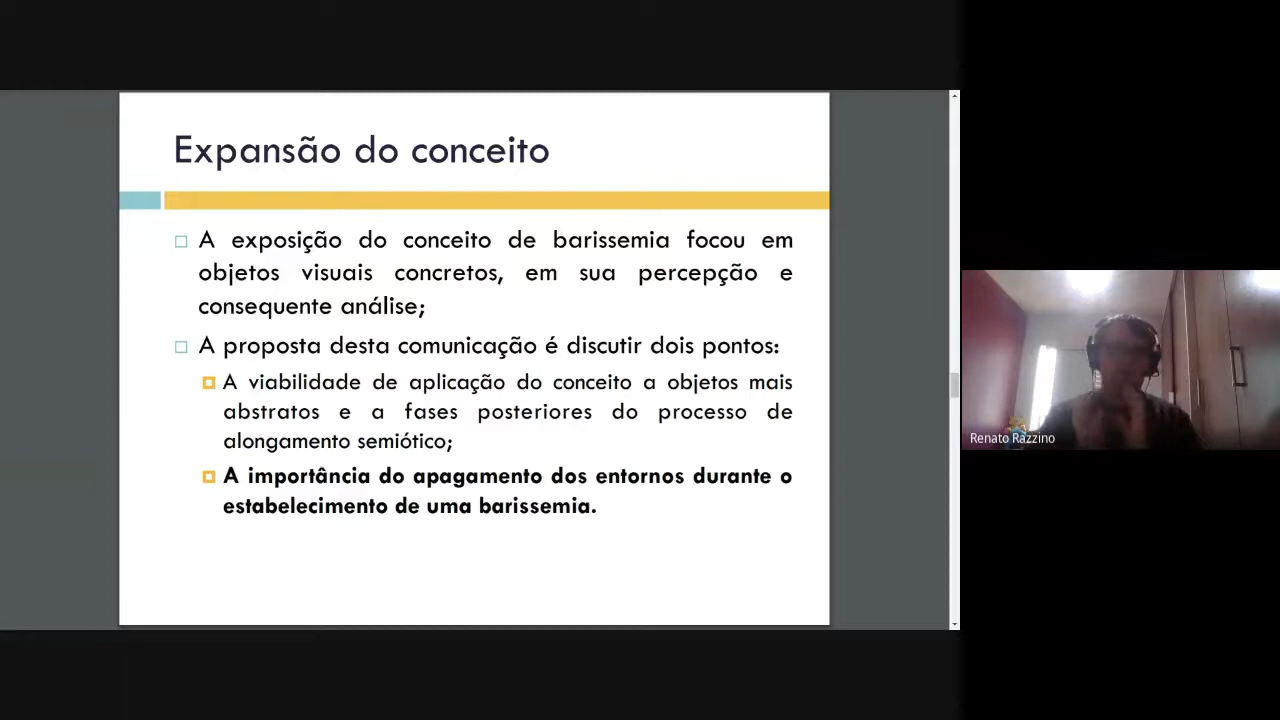 Expansão do conceito
A exposição do conceito de barissemia focou em
objetos visuais concretos, em sua percepção e
consequente análise;
A proposta desta comunicação é discutir dois pontos:
A viabilidade de aplicação do conceito a objetos mais
abstratos e a fases posteriores do processo de
alongamento semiótico;
A importância do apagamento dos entornos durante o
estabelecimento de uma barissemia.
Renato Razzino